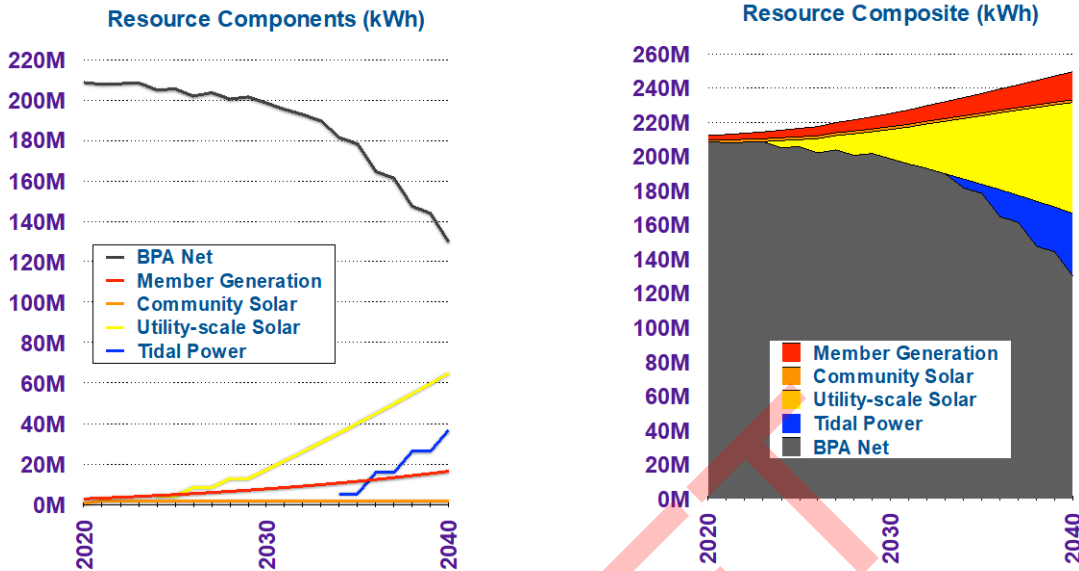 Resource Components (kWh)
220M
200M
180M
160M
140M
120M
100M
80M
60M
40M
20M
0M
BPA Net
Member Generation
Community Solar
Utility-scale Solar
Tidal Power
2020
2030
2040
Resource Composite (kWh)
260M
240M
220M
200M
180M
160M
140M
120M
100M
80M
60M
40M
20M
0M
Member Generation
Community Solar
Utility-scale Solar
Tidal Power
BPA Net
2020
2030
2040